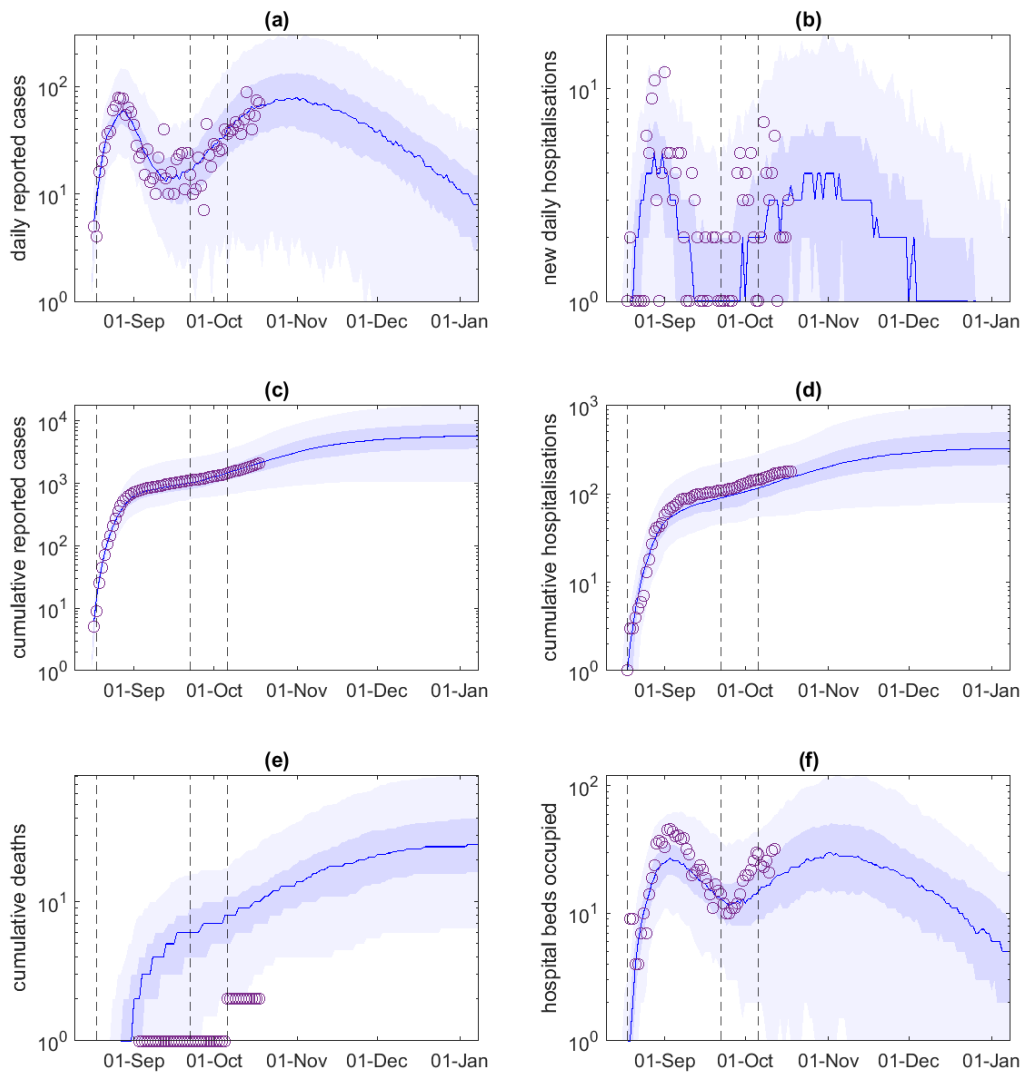 (a)
daily reported cases
10^2
10^1
10^0
01-Sep 01-Oct 01-Nov 01-Dec 01-Jan
(b)
new daily hospitalisations
10^1
10^0
01-Sep 01-Oct 01-Nov 01-Dec 01-Jan
(c)
cumulative reported cases
10^4
10^3
10^2
10^1
10^0
01-Sep 01-Oct 01-Nov 01-Dec 01-Jan
(d)
cumulative hospitalisations
10^3
10^2
10^1
10^0
01-Sep 01-Oct 01-Nov 01-Dec 01-Jan
(e)
cumulative deaths
10^1
10^0
01-Sep 01-Oct 01-Nov 01-Dec 01-Jan
(f)
hospital beds occupied
10^2
10^1
10^0
01-Sep 01-Oct 01-Nov 01-Dec 01-Jan